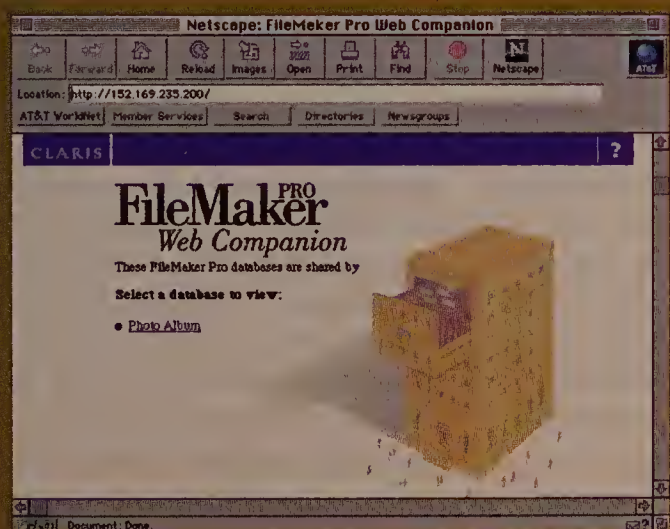 Netscape: FileMaker Pro Web Companion
Back Forward Home Reload Images Open Print Find Stop Netscape
AT&T
Location: http://152.169.235.200/
AT&T WorldNet Member Services Search Directories Newsgroups
CLARIS ?
FileMaker PRO
Web Companion
These FileMaker Pro databases are shared by
Select a database to view:
• Photo Album
Document: Done.
?